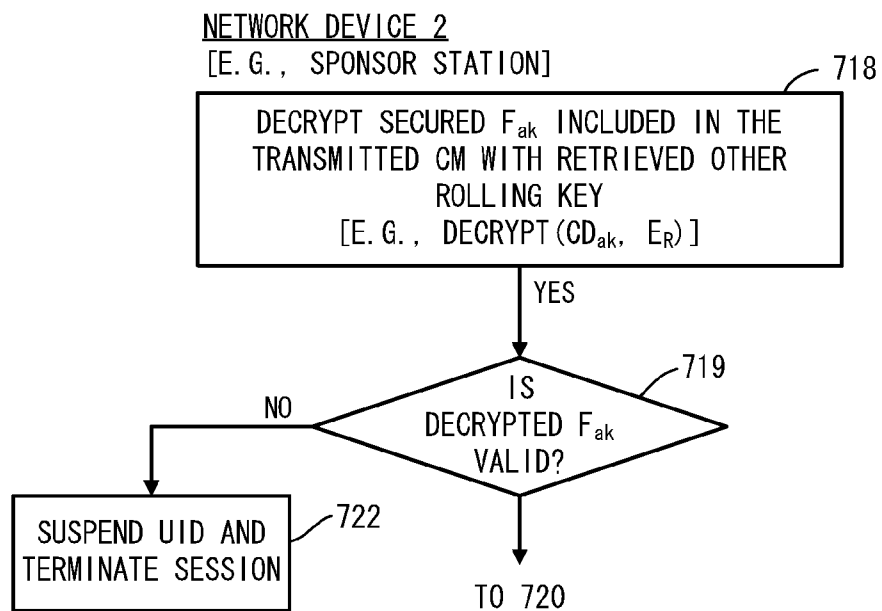 NETWORK DEVICE 2
[E.G., SPONSOR STATION]
718
DECRYPT SECURED Fak INCLUDED IN THE
TRANSMITTED CM WITH RETRIEVED OTHER
ROLLING KEY
[E.G., DECRYPT(CDak, ER)]
YES
719
IS
DECRYPTED Fak
VALID?
NO
SUSPEND UID AND
TERMINATE SESSION
722
TO 720